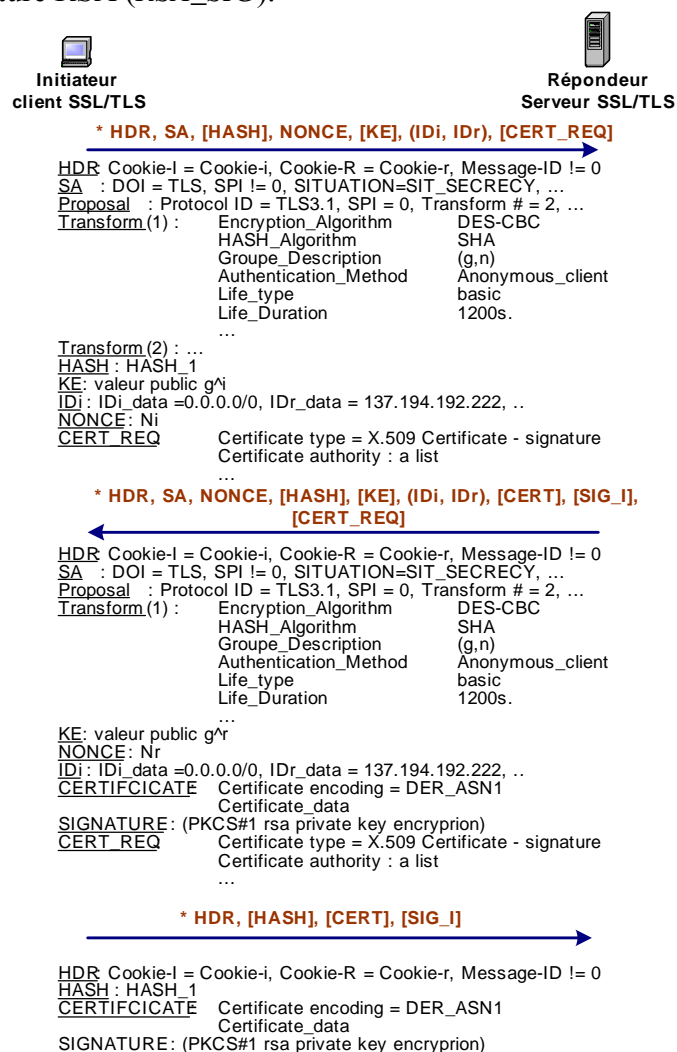 Initiateur
client SSL/TLS
Répondeur
Serveur SSL/TLS
* HDR, SA, [HASH], NONCE, [KE], (IDi, IDr), [CERT_REQ]
HDR: Cookie-I = Cookie-i, Cookie-R = Cookie-r, Message-ID != 0
SA : DOI = TLS, SPI != 0, SITUATION=SIT_SECRECY, …
Proposal : Protocol ID = TLS3.1, SPI = 0, Transform # = 2, …
Transform (1) : Encryption_Algorithm DES-CBC
HASH_Algorithm SHA
Groupe_Description (g,n)
Authentication_Method Anonymous_client
Life_type basic
Life_Duration 1200s.
…
Transform (2) : …
HASH : HASH_1
KE: valeur public g^i
IDi : IDi_data =0.0.0.0/0, IDr_data = 137.194.192.222, ..
NONCE: Ni
CERT_REQ Certificate type = X.509 Certificate - signature
Certificate authority : a list
…
* HDR, SA, NONCE, [HASH], [KE], (IDi, IDr), [CERT], [SIG_I],
[CERT_REQ]
HDR: Cookie-I = Cookie-i, Cookie-R = Cookie-r, Message-ID != 0
SA : DOI = TLS, SPI != 0, SITUATION=SIT_SECRECY, …
Proposal : Protocol ID = TLS3.1, SPI = 0, Transform # = 2, …
Transform (1) : Encryption_Algorithm DES-CBC
HASH_Algorithm SHA
Groupe_Description (g,n)
Authentication_Method Anonymous_client
Life_type basic
Life_Duration 1200s.
…
KE: valeur public g^r
NONCE : Nr
IDi : IDi_data =0.0.0.0/0, IDr_data = 137.194.192.222, ..
CERTIFCICATE Certificate encoding = DER_ASN1
Certificate_data
SIGNATURE : (PKCS#1 rsa private key encryprion)
CERT_REQ Certificate type = X.509 Certificate - signature
Certificate authority : a list
…
* HDR, [HASH], [CERT], [SIG_I]
HDR: Cookie-I = Cookie-i, Cookie-R = Cookie-r, Message-ID != 0
HASH : HASH_1
CERTIFCICATE Certificate encoding = DER_ASN1
Certificate_data
SIGNATURE : (PKCS#1 rsa private key encryprion)